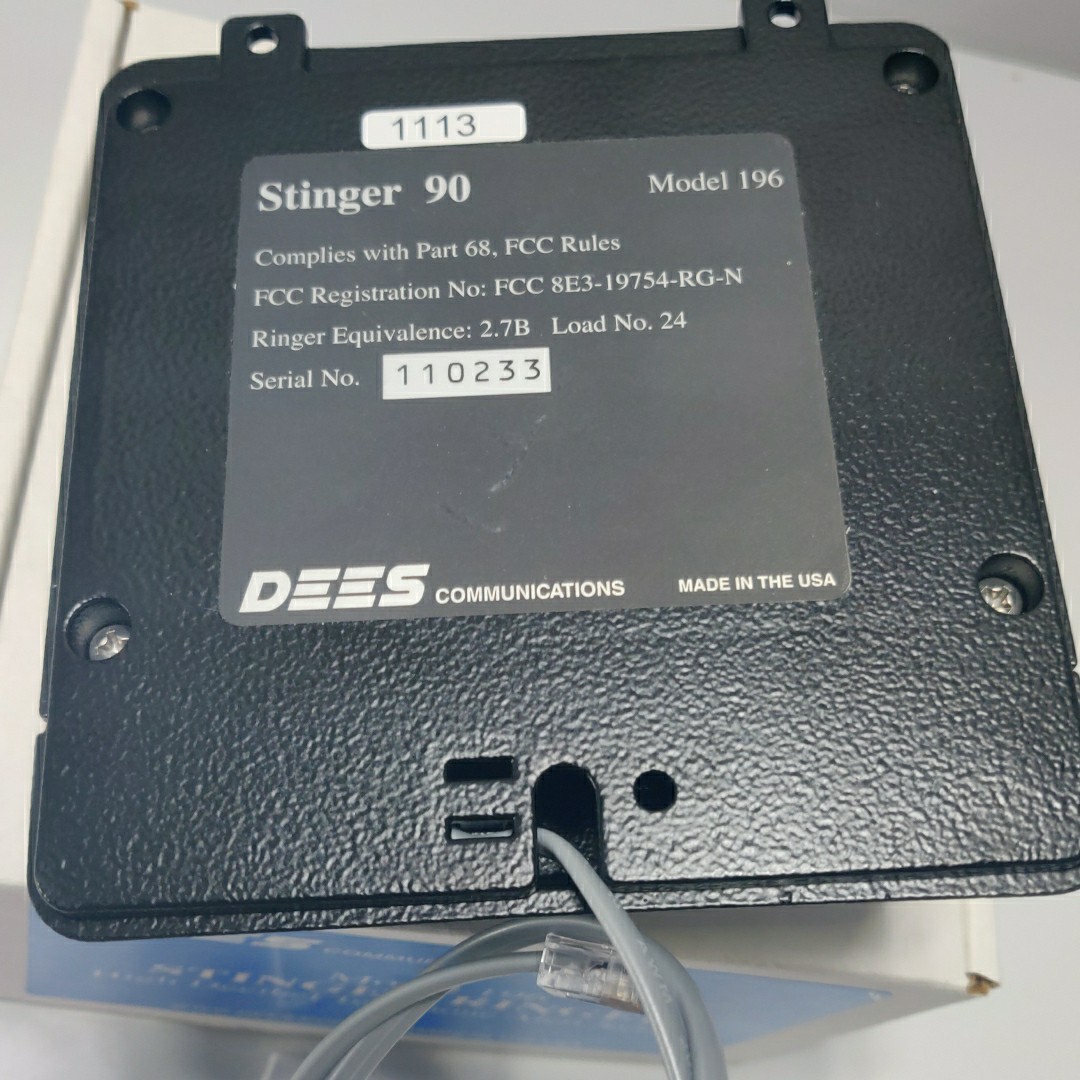 1113
Stinger 90 Model 196
Complies with Part 68, FCC Rules
FCC Registration No: FCC 8E3-19754-RG-N
Ringer Equivalence: 2.7B Load No. 24
Serial No. 110233
DEES COMMUNICATIONS MADE IN THE USA